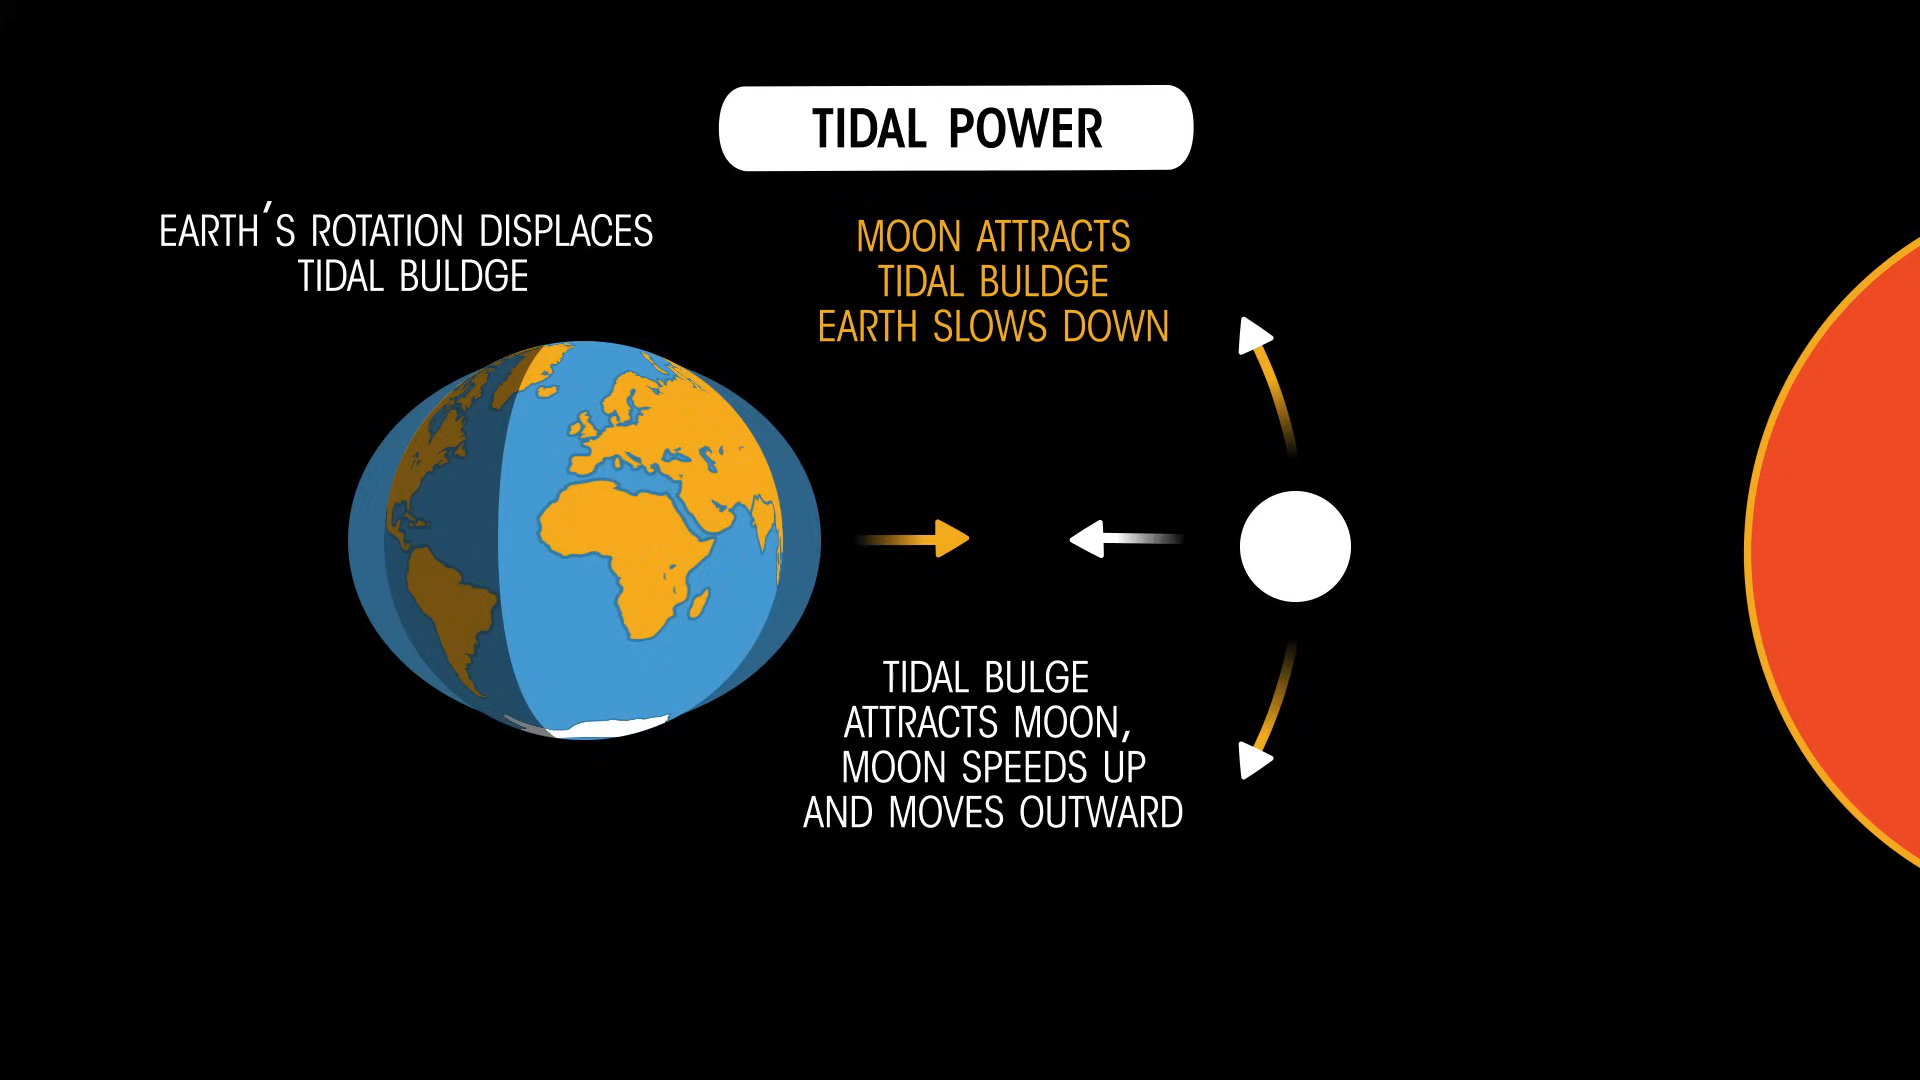 TIDAL POWER
EARTH'S ROTATION DISPLACES
TIDAL BULDGE
MOON ATTRACTS
TIDAL BULDGE
EARTH SLOWS DOWN
TIDAL BULGE
ATTRACTS MOON,
MOON SPEEDS UP
AND MOVES OUTWARD